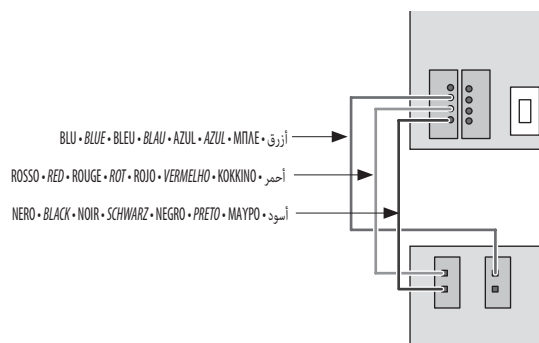 BLU • BLUE • BLEU • BLAU • AZUL • AZUL • ΜΠΛΕ • أزرق
ROSSO • RED • ROUGE • ROT • ROJO • VERMELHO • KOKKINO • أحمر
NERO • BLACK • NOIR • SCHWARZ • NEGRO • PRETO • ΜΑΥΡΟ • أسود